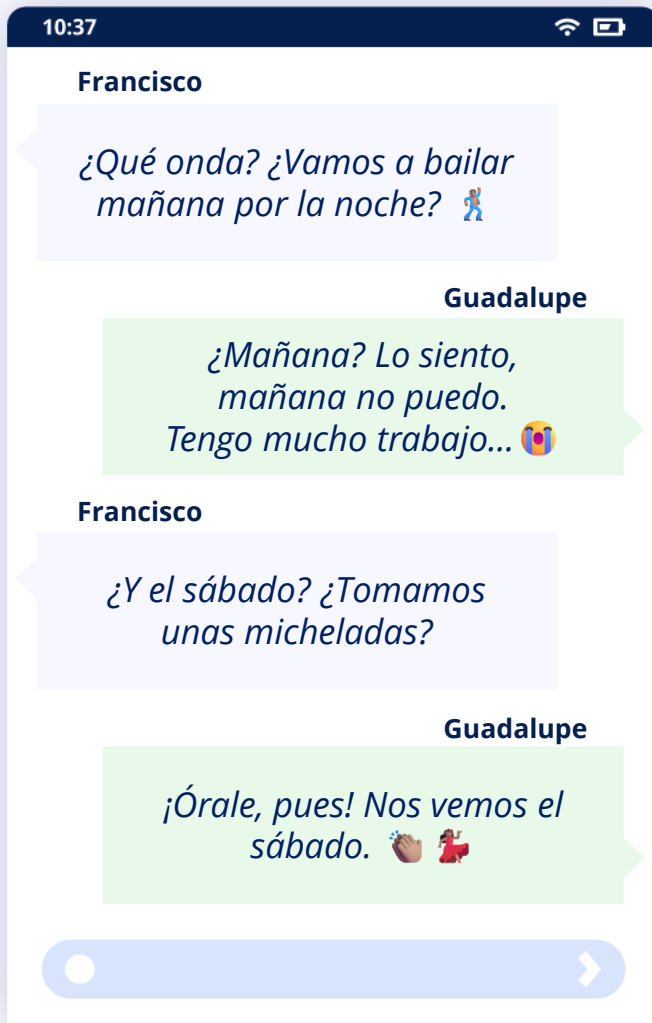 10:37
Francisco
¿Qué onda? ¿Vamos a bailar
mañana por la noche? 🕺🏽
Guadalupe
¿Mañana? Lo siento,
mañana no puedo.
Tengo mucho trabajo...😭
Francisco
¿Y el sábado? ¿Tomamos
unas micheladas?
Guadalupe
¡Órale, pues! Nos vemos el
sábado. 👏🏽 💃🏽